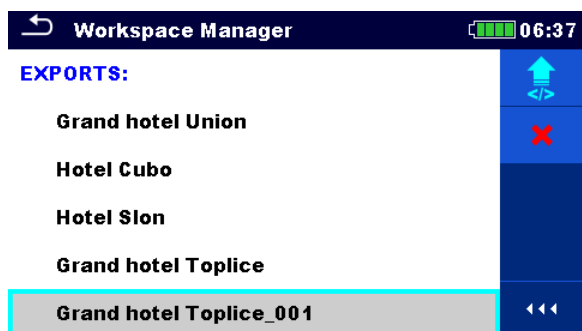 Workspace Manager 06:37
EXPORTS:
</>
Grand hotel Union
Hotel Cubo
Hotel Slon
Grand hotel Toplice
Grand hotel Toplice_001